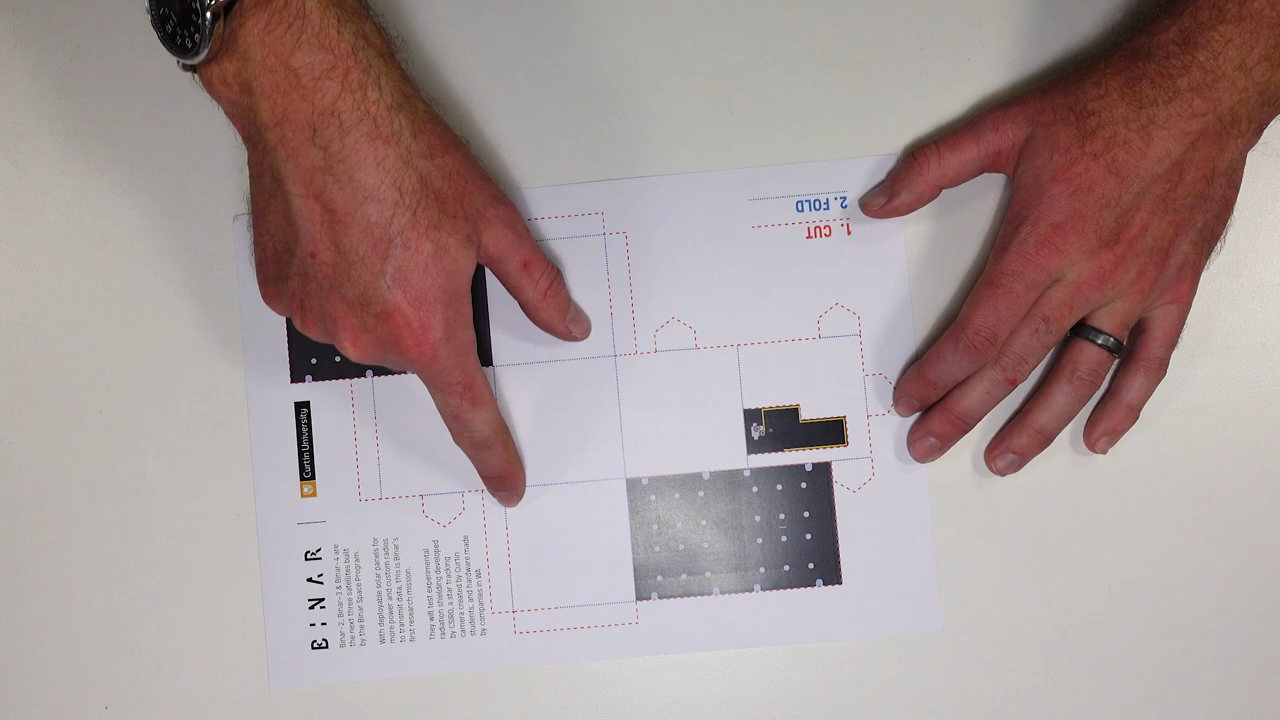 1. CUT
2. FOLD
BINAR
Curtin University
Binar-2, Binar-3 & Binar-4 are
the next three satellites built
by the Binar Space Program.
With deployable solar panels for
more power and custom radios
to transmit data, this is Binar's
first research mission.
They will test experimental
radiation shielding developed
by CSIRO, a star tracking
camera created by Curtin
students, and hardware made
by companies in WA.